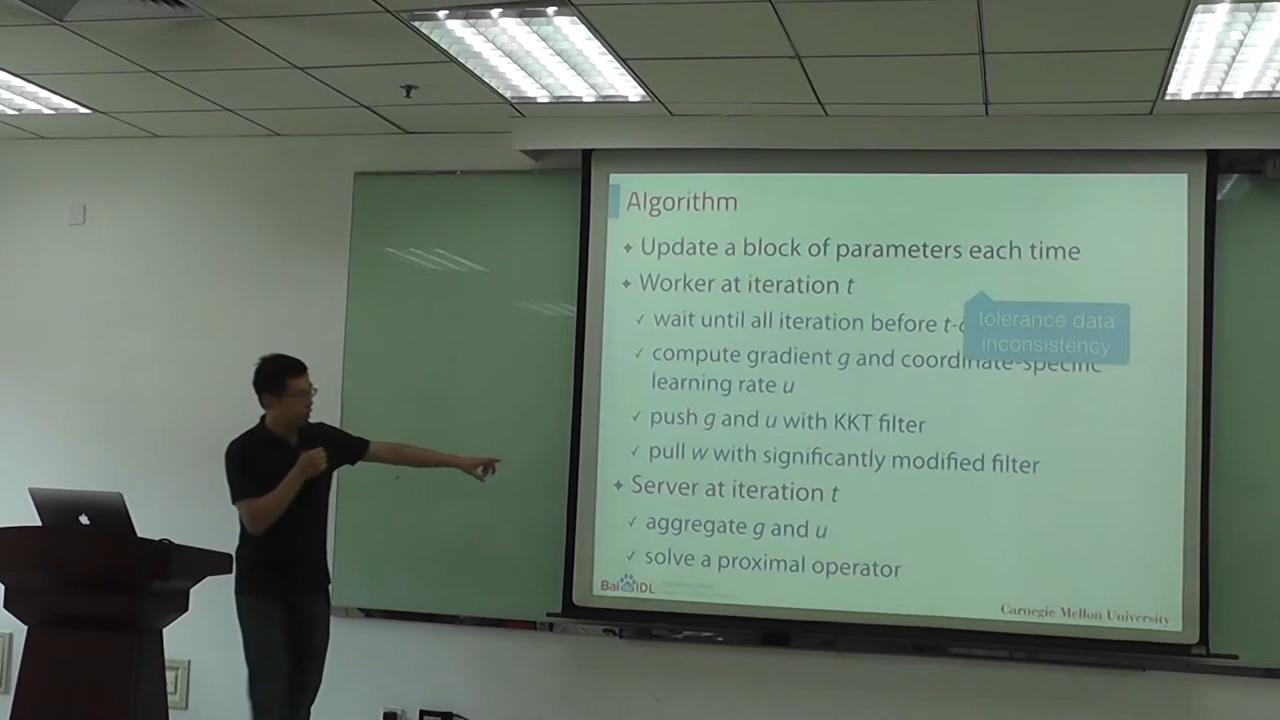 Algorithm
Update a block of parameters each time
Worker at iteration t
wait until all iteration before t-
tolerance data
inconsistency
compute gradient g and coordinate-specific
learning rate u
push g and u with KKT filter
pull w with significantly modified filter
Server at iteration t
aggregate g and u
solve a proximal operator
Bai IDL
Carnegie Mellon University